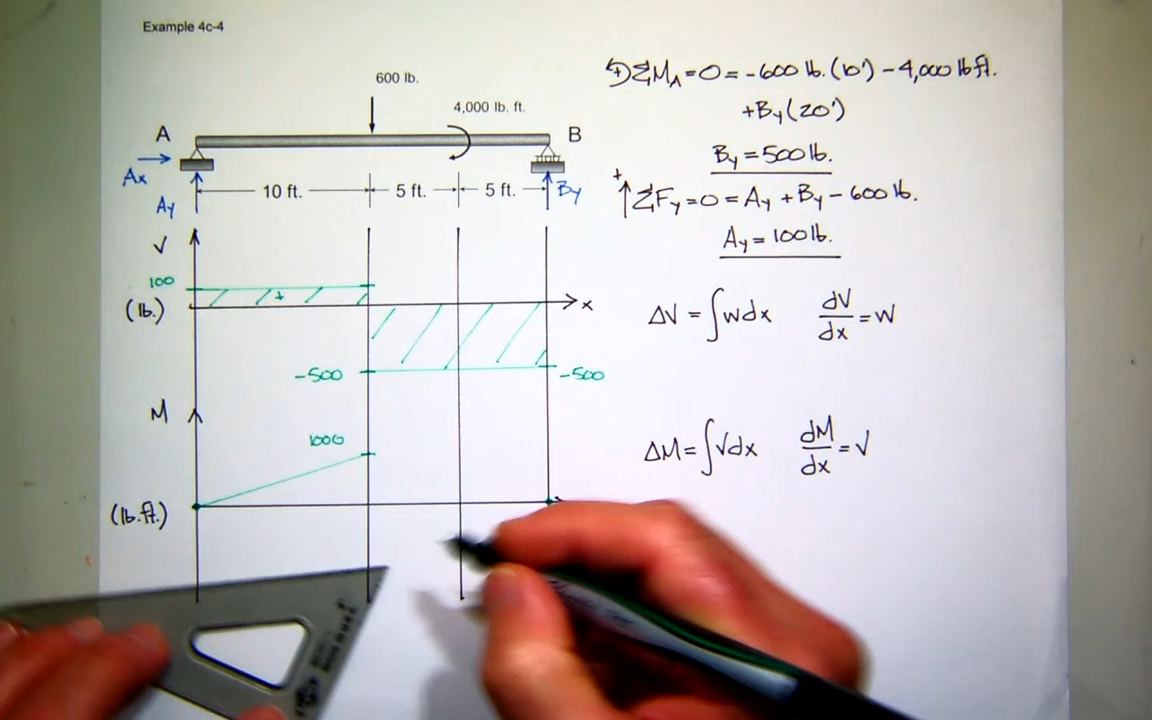 Example 4c-4
600 lb.
4,000 lb. ft.
A
B
Ax
Ay
10 ft.
5 ft.
5 ft.
By
V
100
+
(lb.)
x
-500
-500
M
1000
(lb.ft.)
+ΣMA=0=-600 lb.(10')-4,000 lb ft.
+By(20')
By=500 lb.
+↑ΣFy=0=Ay+By-600 lb.
Ay=100 lb.
ΔV=∫wdx dV/dx=w
ΔM=∫Vdx dM/dx=V